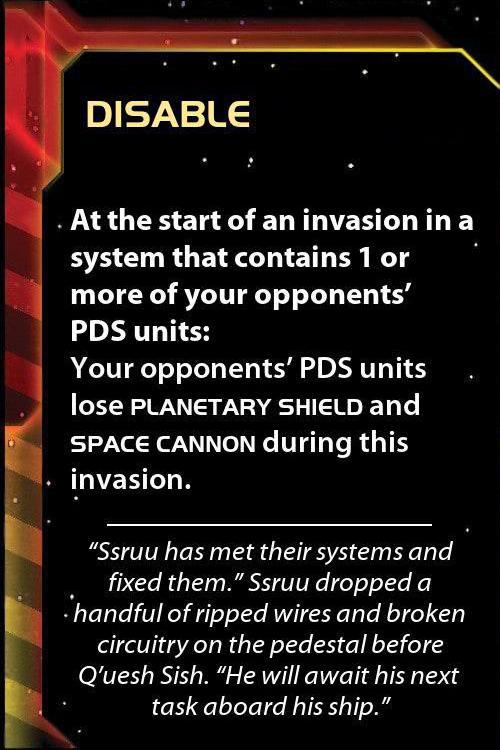 DISABLE
At the start of an invasion in a
system that contains 1 or
more of your opponents’
PDS units:
Your opponents’ PDS units
lose PLANETARY SHIELD and
SPACE CANNON during this
invasion.
“Ssruu has met their systems and
fixed them.” Ssruu dropped a
handful of ripped wires and broken
circuitry on the pedestal before
Q’uesh Sish. “He will await his next
task aboard his ship.”